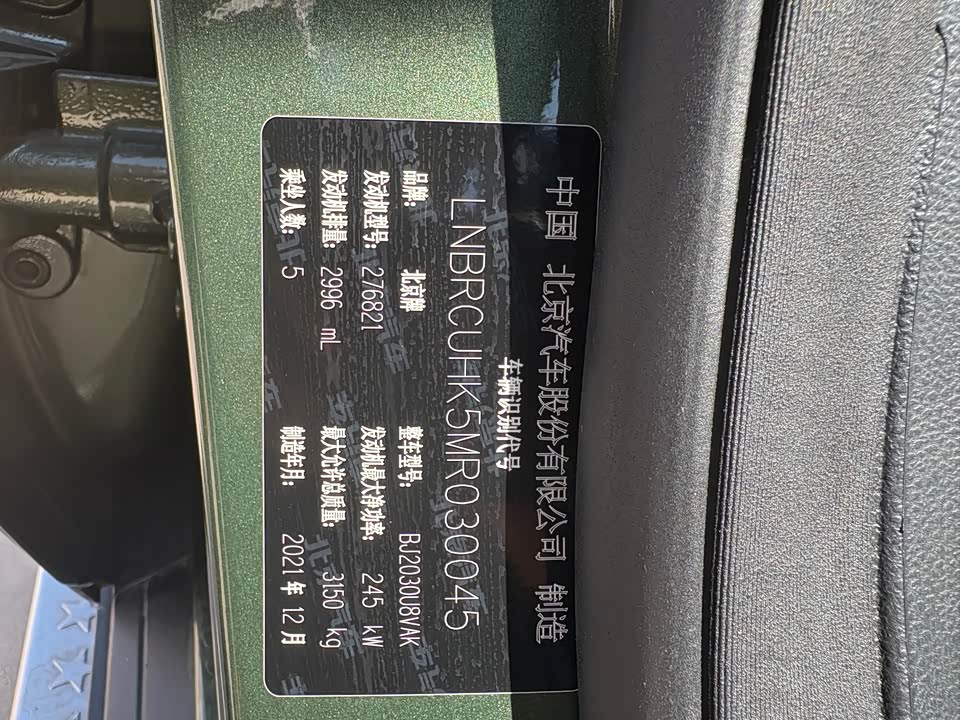 中国 北京汽车股份有限公司 制造
车辆识别代号
LNBRCUHK5MR030045
品牌: 北京牌 整车型号: BJ2030U8VAK
发动机型号: 276821 发动机最大净功率: 245 kW
发动机排量: 2996 mL 最大允许总质量: 3150 kg
乘坐人数: 5 制造年月: 2021 年 12 月